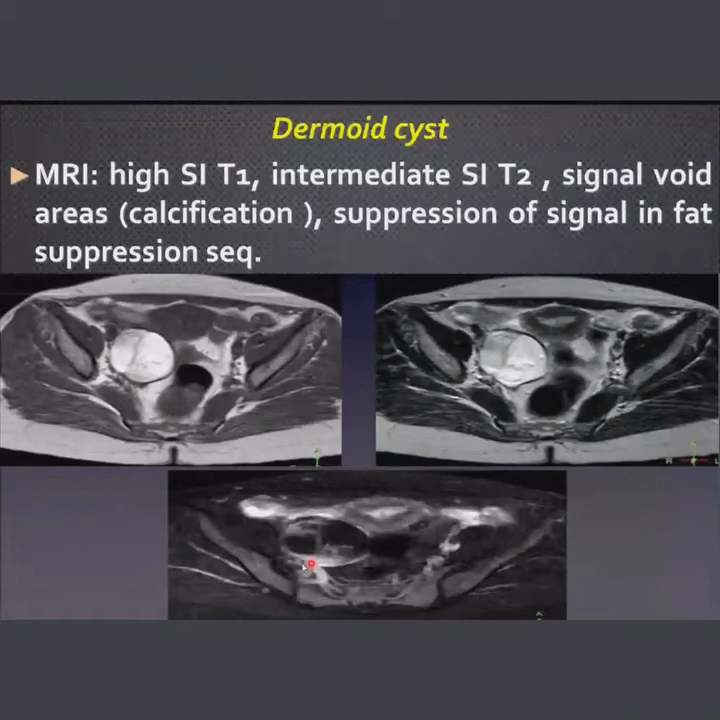 Dermoid cyst
MRI: high SI T1, intermediate SI T2 , signal void
areas (calcification ), suppression of signal in fat
suppression seq.
R L